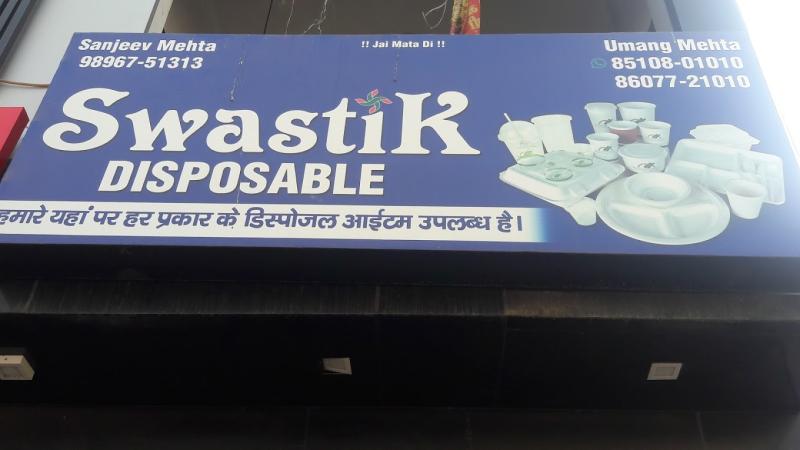 Sanjeev Mehta
98967-51313
!! Jai Mata Di !!
Umang Mehta
85108-01010
86077-21010
Swastik
DISPOSABLE
हमारे यहां पर हर प्रकार के डिस्पोजल आईटम उपलब्ध है।